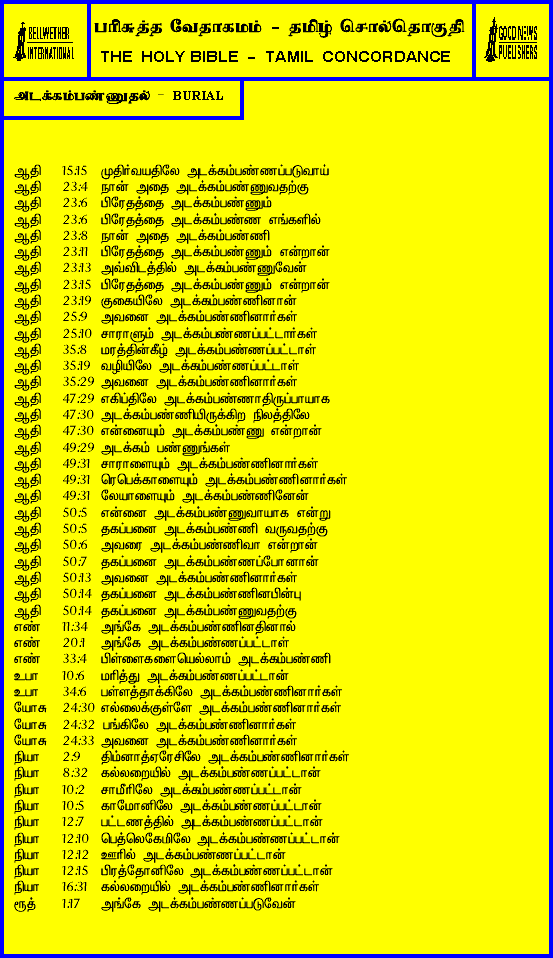 BELLWETHER
INTERNATIONAL
பரிசுத்த வேதாகமம் - தமிழ் சொல்தொகுதி
THE HOLY BIBLE - TAMIL CONCORDANCE
GOOD NEWS
PUBLISHERS
அடக்கம்பண்ணுதல் - BURIAL
ஆதி 15:15 முதிர்வயதிலே அடக்கம்பண்ணப்படுவாய்
ஆதி 23:4 நான் அதை அடக்கம்பண்ணுவதற்கு
ஆதி 23:6 பிரேதத்தை அடக்கம்பண்ணும்
ஆதி 23:6 பிரேதத்தை அடக்கம்பண்ண எங்களில்
ஆதி 23:8 நான் அதை அடக்கம்பண்ணி
ஆதி 23:11 பிரேதத்தை அடக்கம்பண்ணும் என்றான்
ஆதி 23:13 அவ்விடத்தில் அடக்கம்பண்ணுவேன்
ஆதி 23:15 பிரேதத்தை அடக்கம்பண்ணும் என்றான்
ஆதி 23:19 குகையிலே அடக்கம்பண்ணினான்
ஆதி 25:9 அவனை அடக்கம்பண்ணினார்கள்
ஆதி 25:10 சாராளும் அடக்கம்பண்ணப்பட்டார்கள்
ஆதி 35:8 மரத்தின்கீழ் அடக்கம்பண்ணப்பட்டாள்
ஆதி 35:19 வழியிலே அடக்கம்பண்ணப்பட்டாள்
ஆதி 35:29 அவனை அடக்கம்பண்ணினார்கள்
ஆதி 47:29 எகிப்திலே அடக்கம்பண்ணாதிருப்பாயாக
ஆதி 47:30 அடக்கம்பண்ணியிருக்கிற நிலத்திலே
ஆதி 47:30 என்னையும் அடக்கம்பண்ணு என்றான்
ஆதி 49:29 அடக்கம் பண்ணுங்கள்
ஆதி 49:31 சாராளையும் அடக்கம்பண்ணினார்கள்
ஆதி 49:31 ரெபெக்காளையும் அடக்கம்பண்ணினார்கள்
ஆதி 49:31 லேயாளையும் அடக்கம்பண்ணினேன்
ஆதி 50:5 என்னை அடக்கம்பண்ணுவாயாக என்று
ஆதி 50:5 தகப்பனை அடக்கம்பண்ணி வருவதற்கு
ஆதி 50:6 அவரை அடக்கம்பண்ணிவா என்றான்
ஆதி 50:7 தகப்பனை அடக்கம்பண்ணப்போனான்
ஆதி 50:13 அவனை அடக்கம்பண்ணினார்கள்
ஆதி 50:14 தகப்பனை அடக்கம்பண்ணினபின்பு
ஆதி 50:14 தகப்பனை அடக்கம்பண்ணுவதற்கு
எண் 11:34 அங்கே அடக்கம்பண்ணினதினால்
எண் 20:1 அங்கே அடக்கம்பண்ணப்பட்டாள்
எண் 33:4 பிள்ளைகளையெல்லாம் அடக்கம்பண்ணி
உபா 10:6 மரித்து அடக்கம்பண்ணப்பட்டான்
உபா 34:6 பள்ளத்தாக்கிலே அடக்கம்பண்ணினார்கள்
யோசு 24:30 எல்லைக்குள்ளே அடக்கம்பண்ணினார்கள்
யோசு 24:32 பங்கிலே அடக்கம்பண்ணினார்கள்
யோசு 24:33 அவனை அடக்கம்பண்ணினார்கள்
நியா 2:9 திம்னாத்ஏரேசிலே அடக்கம்பண்ணினார்கள்
நியா 8:32 கல்லறையில் அடக்கம்பண்ணப்பட்டான்
நியா 10:2 சாமீரிலே அடக்கம்பண்ணப்பட்டான்
நியா 10:5 காமோனிலே அடக்கம்பண்ணப்பட்டான்
நியா 12:7 பட்டணத்தில் அடக்கம்பண்ணப்பட்டான்
நியா 12:10 பெத்லெகேமிலே அடக்கம்பண்ணப்பட்டான்
நியா 12:12 ஊரில் அடக்கம்பண்ணப்பட்டான்
நியா 12:15 பிரத்தோனிலே அடக்கம்பண்ணப்பட்டான்
நியா 16:31 கல்லறையில் அடக்கம்பண்ணினார்கள்
ரூத் 1:17 அங்கே அடக்கம்பண்ணப்படுவேன்